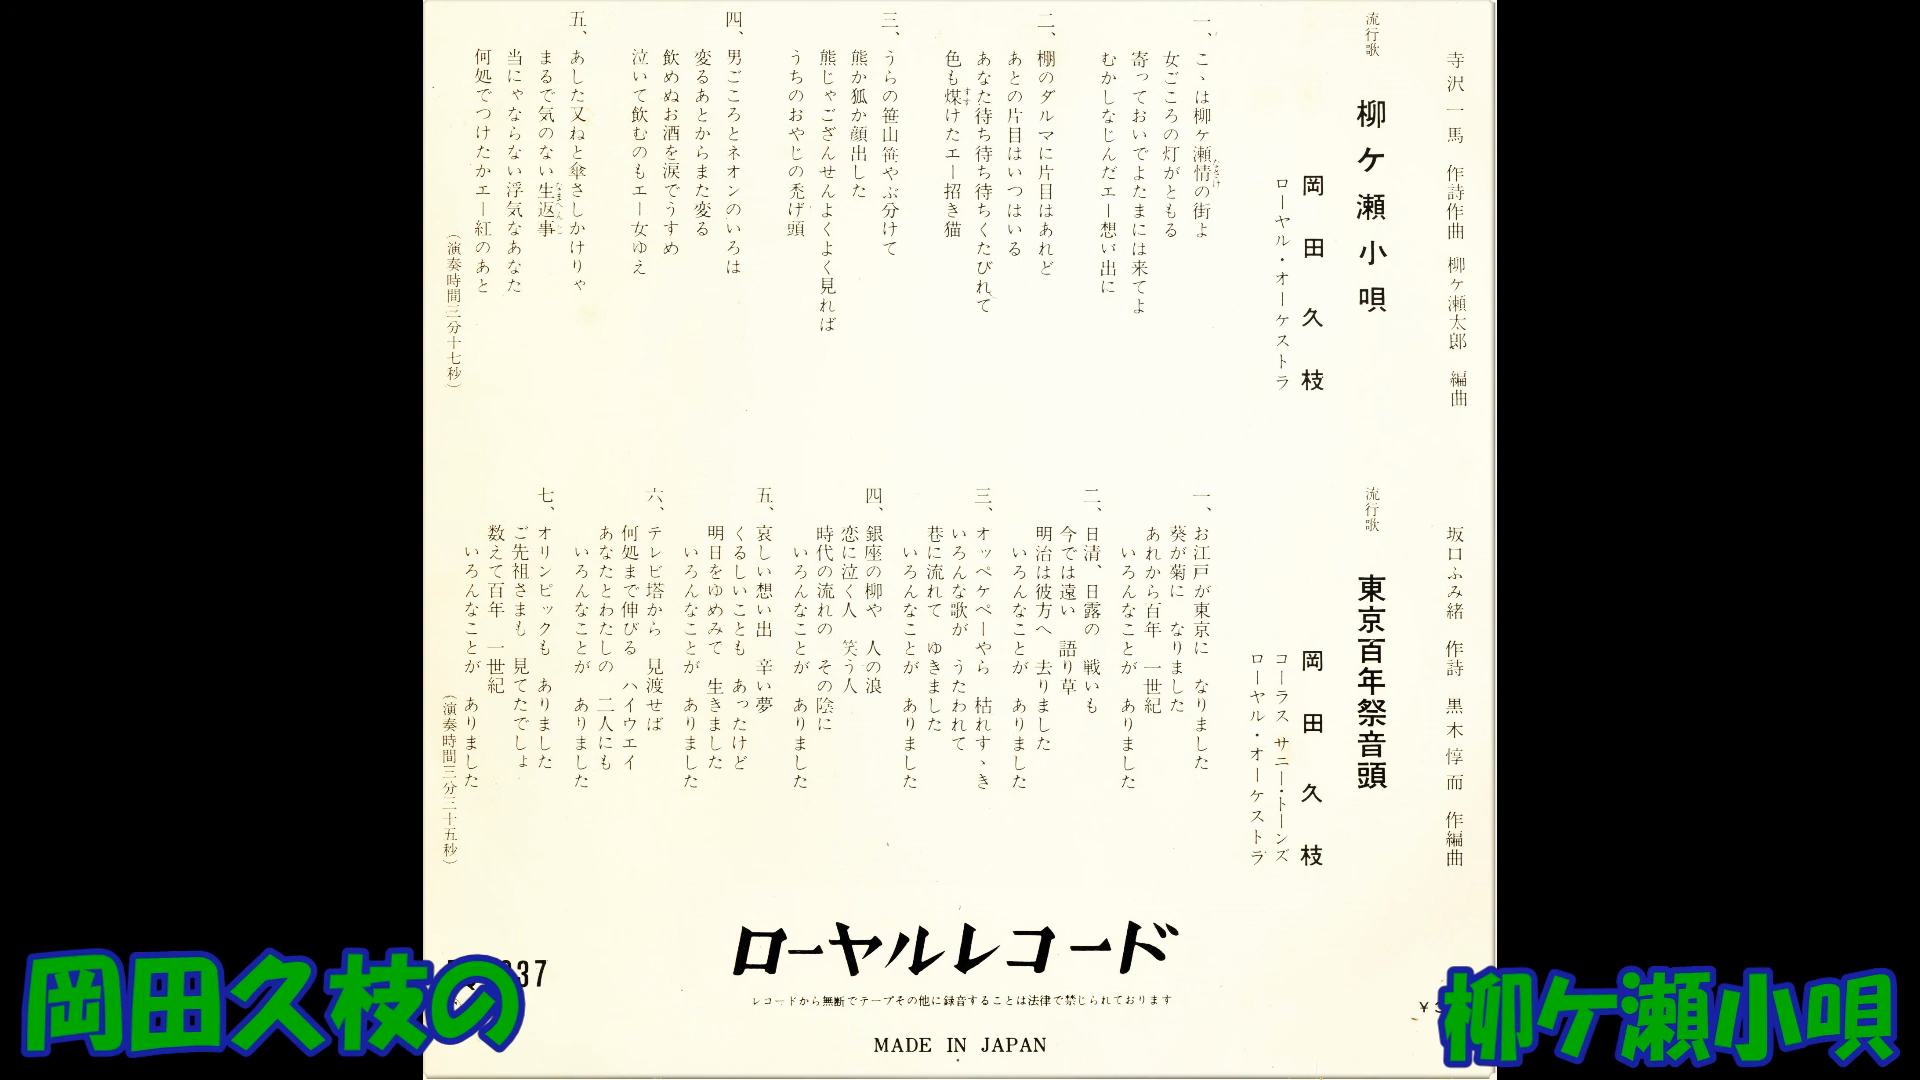 寺沢一馬 作詩作曲 柳ケ瀬太郎 編曲
流行歌 柳ケ瀬小唄
岡田久枝
ローヤル・オーケストラ
一、こゝは柳ケ瀬情の街よ
なさけ
女ごころの灯がともる
寄っておいでよたまには来てよ
むかしなじんだエー想い出に
二、棚のダルマに片目はあれど
あとの片目はいつはいる
あなた待ち待ち待ちくたびれて
色も煤けたエー招き猫
すす
三、うらの笹山笹やぶ分けて
熊か狐か顔出した
熊じゃござんせんよくよく見れば
うちのおやじの禿げ頭
四、男ごころとネオンのいろは
変るあとからまた変る
飲めぬお酒を涙でうすめ
泣いて飲むのもエー女ゆえ
五、あした又ねと傘さしかけりゃ
まるで気のない生返事
なまへんじ
当にゃならない浮気なあなた
何処でつけたかエー紅のあと
(演奏時間三分十七秒)
坂口ふみ緒 作詩 黒木惇而 作編曲
流行歌 東京百年祭音頭
岡田久枝
コーラス サニー・トーンズ
ローヤル・オーケストラ
一、お江戸が東京に なりました
葵が菊に なりました
あれから百年 一世紀
いろんなことが ありました
二、日清、日露の 戦いも
今では遠い 語り草
明治は彼方へ 去りました
いろんなことが ありました
三、オッペケペーやら 枯れすゝき
いろんな歌が うたわれて
巷に流れて ゆきました
いろんなことが ありました
四、銀座の柳や 人の浪
恋に泣く人 笑う人
時代の流れの その陰に
いろんなことが ありました
五、哀しい想い出 辛い夢
くるしいことも あったけど
明日をゆめみて 生きました
いろんなことが ありました
六、テレビ塔から 見渡せば
何処まで伸びる ハイウエイ
あなたとわたしの 二人にも
いろんなことが ありました
七、オリンピックも ありました
ご先祖さまも 見てたでしょ
数えて百年 一世紀
いろんなことが ありました
(演奏時間三分三十五秒)
ローヤルレコード
レコードから無断でテープその他に録音することは法律で禁じられております
MADE IN JAPAN
37
¥3
岡田久枝の
柳ケ瀬小唄